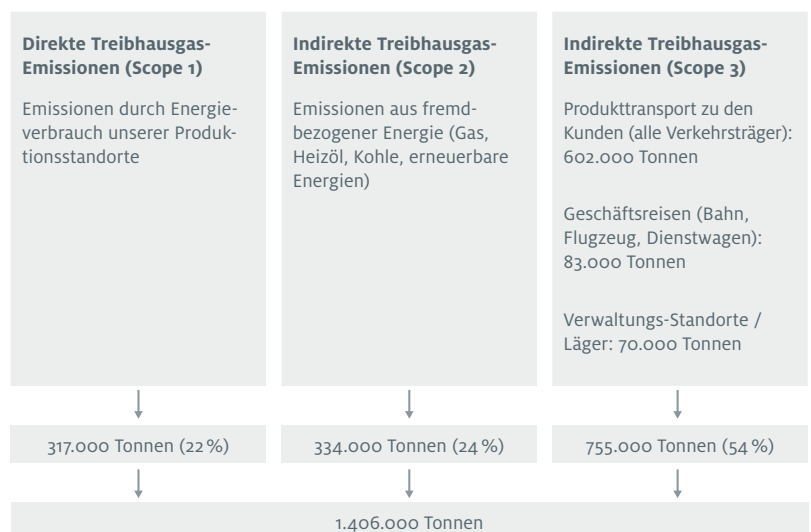 Direkte Treibhausgas-
Emissionen (Scope 1)
Emissionen durch Energie-
verbrauch unserer Produk-
tionsstandorte
Indirekte Treibhausgas-
Emissionen (Scope 2)
Emissionen aus fremd-
bezogener Energie (Gas,
Heizöl, Kohle, erneuerbare
Energien)
Indirekte Treibhausgas-
Emissionen (Scope 3)
Produkttransport zu den
Kunden (alle Verkehrsträger):
602.000 Tonnen
Geschäftsreisen (Bahn,
Flugzeug, Dienstwagen):
83.000 Tonnen
Verwaltungs-Standorte /
Läger: 70.000 Tonnen
317.000 Tonnen (22 %)
334.000 Tonnen (24 %)
755.000 Tonnen (54 %)
1.406.000 Tonnen